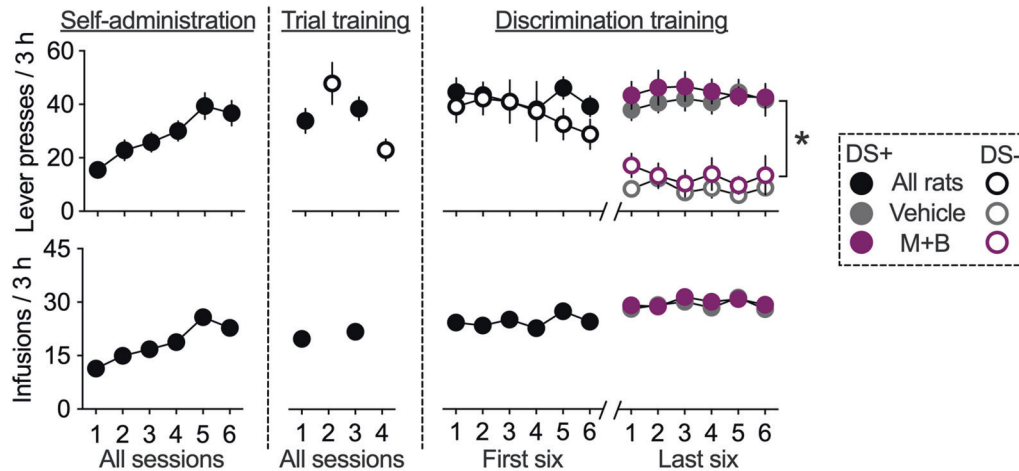 Self-administration Trial training Discrimination training
Lever presses / 3 h
60
40
20
0
*
DS+ DS-
All rats
Vehicle
M+B
Infusions / 3 h
45
30
15
0
1 2 3 4 5 6 1 2 3 4 1 2 3 4 5 6 1 2 3 4 5 6
All sessions All sessions First six Last six